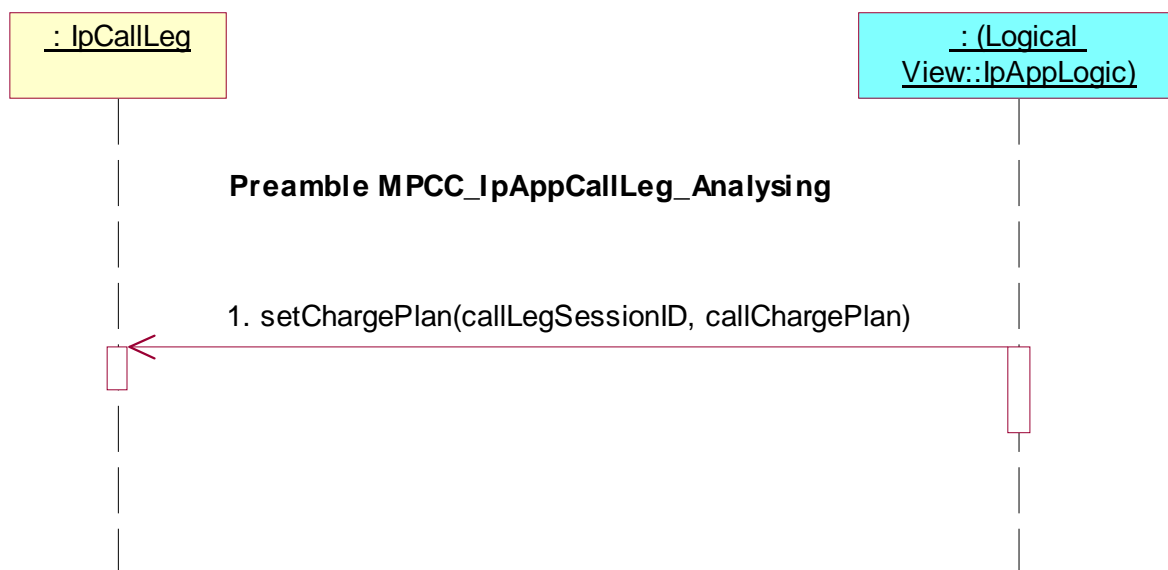 : IpCallLeg
: (Logical
View::IpAppLogic)
Preamble MPCC_IpAppCallLeg_Analysing
1. setChargePlan(callLegSessionID, callChargePlan)